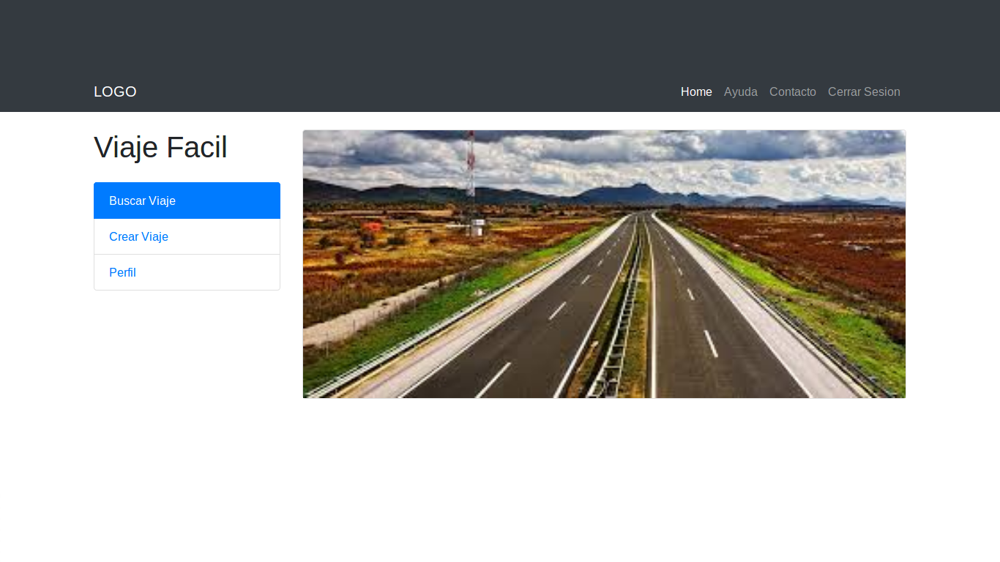 LOGO
Home Ayuda Contacto Cerrar Sesion
Viaje Facil
Buscar Viaje
Crear Viaje
Perfil